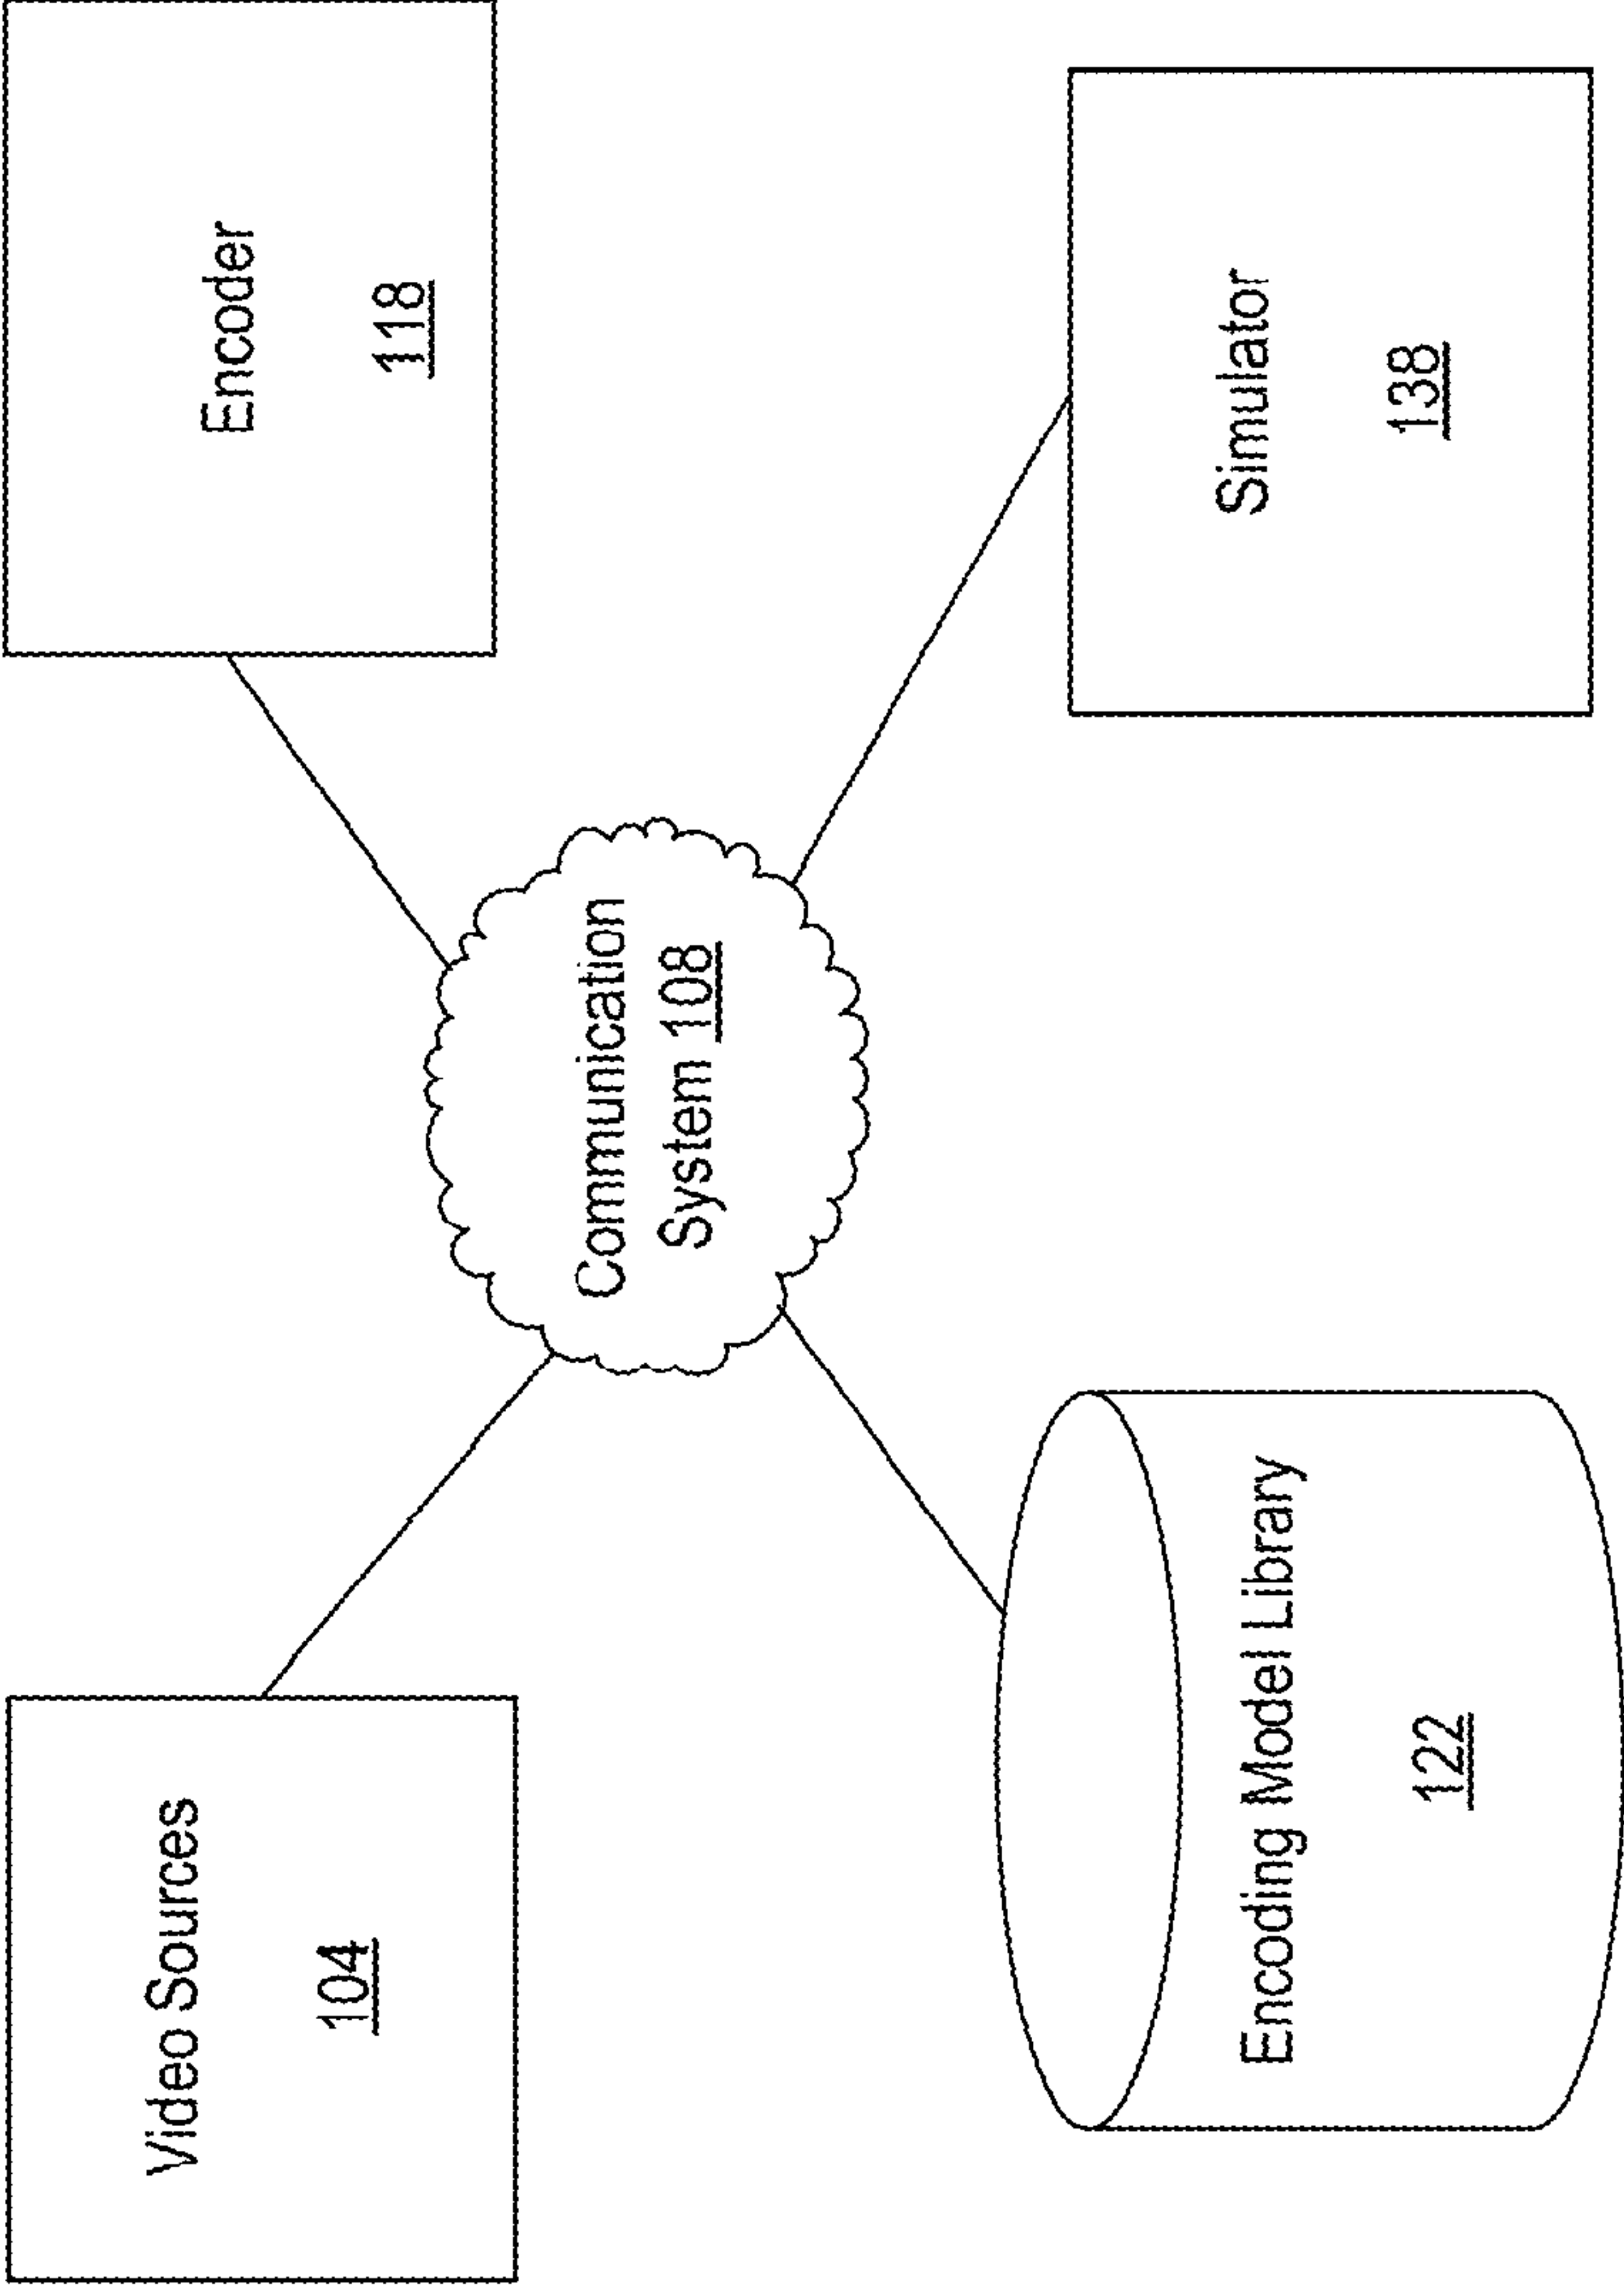 Video Sources
104
Encoder
118
Communication
System 108
Encoding Model Library
122
Simulator
138